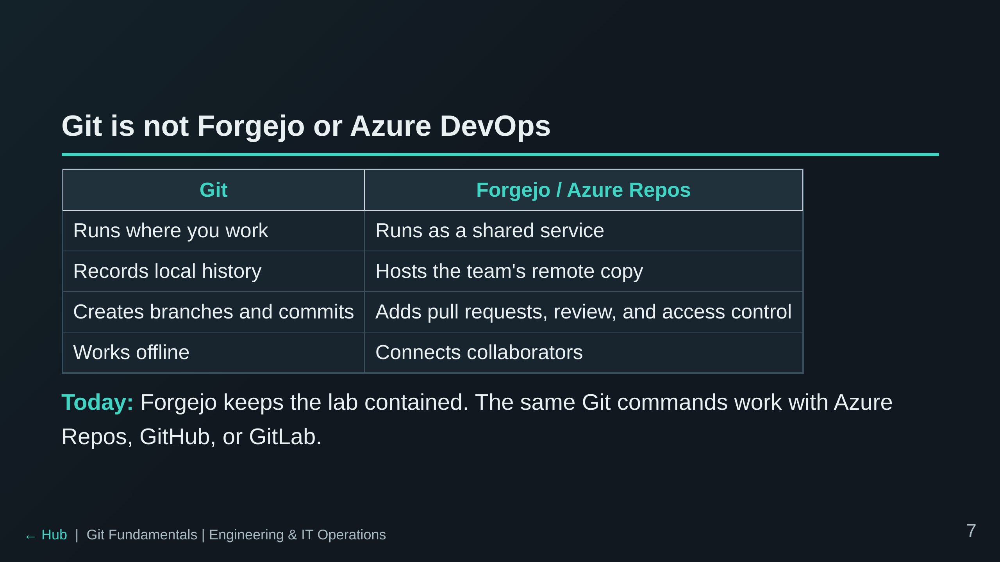 Git is not Forgejo or Azure DevOps
Git
Forgejo / Azure Repos
Runs where you work
Runs as a shared service
Records local history
Hosts the team's remote copy
Creates branches and commits
Adds pull requests, review, and access control
Works offline
Connects collaborators
Today: Forgejo keeps the lab contained. The same Git commands work with Azure
Repos, GitHub, or GitLab.
← Hub | Git Fundamentals | Engineering & IT Operations
7